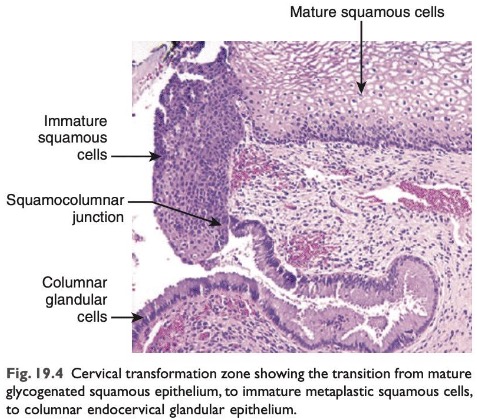 Mature squamous cells
Immature
squamous
cells
Squamocolumnar
junction
Columnar
glandular
cells
Fig. 19.4 Cervical transformation zone showing the transition from mature
glycogenated squamous epithelium, to immature metaplastic squamous cells,
to columnar endocervical glandular epithelium.